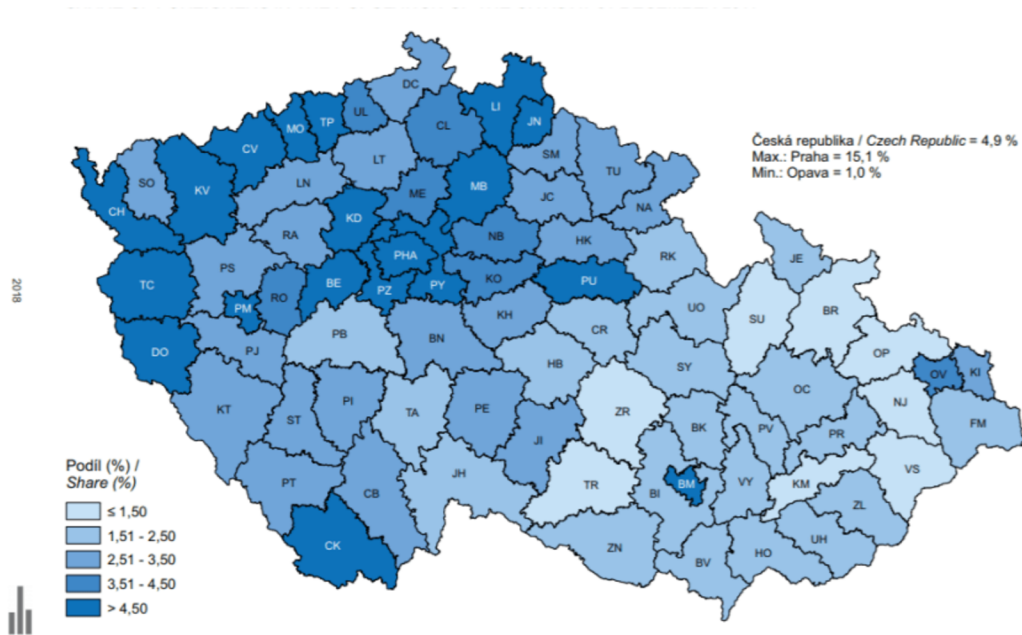 DC
LI
UL
JN
TP
MO
CL
CV
SM
LT
TU
SO
LN
KV
MB
JC
ME
CH
KD
NA
RA
NB
HK
PHA
RK
JE
PS
TC
BE
PZ
PY
KO
PU
RO
PM
UO
BR
SU
KH
CR
PB
BN
DO
PJ
OP
HB
SY
OV
KI
OC
PI
TA
PE
ZR
NJ
KT
ST
BK
PV
PR
FM
JI
VS
PT
CB
JH
TR
BI
BM
VY
KM
ZL
CK
ZN
BV
HO
UH
Česká republika / Czech Republic = 4,9 %
Max.: Praha = 15,1 %
Min.: Opava = 1,0 %
2018
Podíl (%) /
Share (%)
≤ 1,50
1,51 - 2,50
2,51 - 3,50
3,51 - 4,50
> 4,50